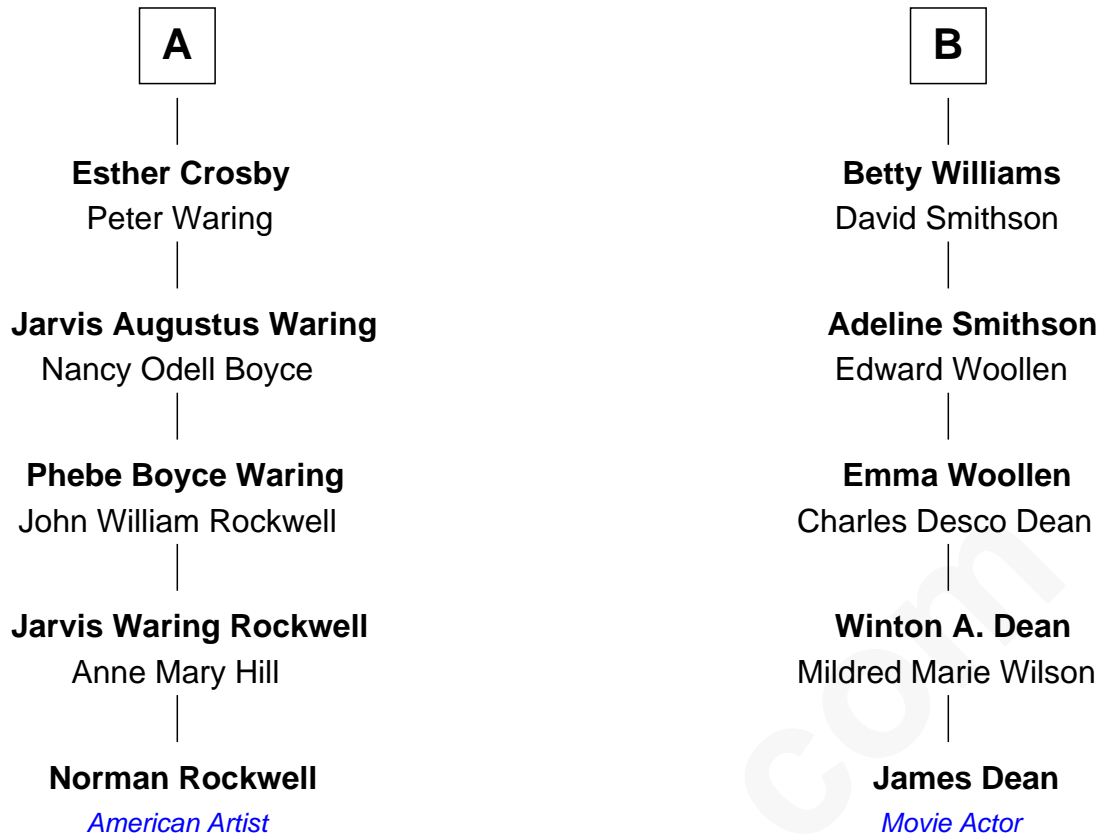 A
Esther Crosby
Peter Waring
Jarvis Augustus Waring
Nancy Odell Boyce
Phebe Boyce Waring
John William Rockwell
Jarvis Waring Rockwell
Anne Mary Hill
Norman Rockwell
American Artist
B
Betty Williams
David Smithson
Adeline Smithson
Edward Woollen
Emma Woollen
Charles Desco Dean
Winton A. Dean
Mildred Marie Wilson
James Dean
Movie Actor
com